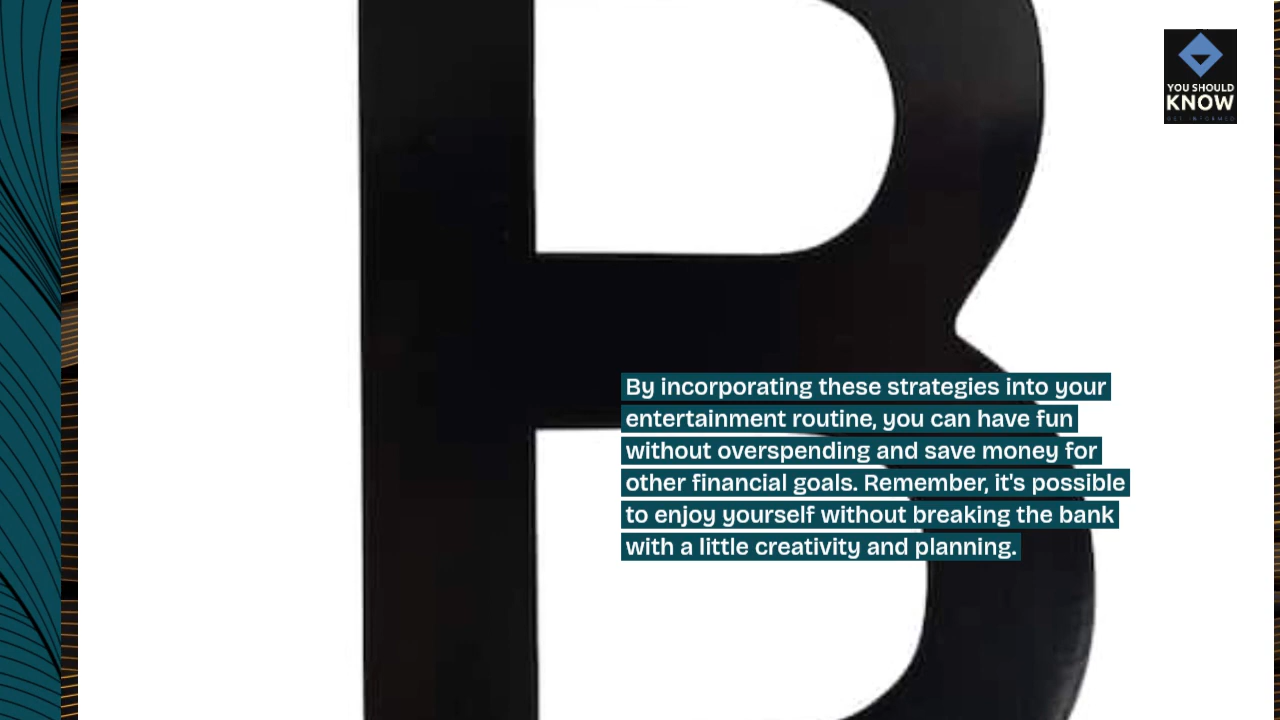 B
YOU SHOULD
KNOW
GET INFORMED
By incorporating these strategies into your
entertainment routine, you can have fun
without overspending and save money for
other financial goals. Remember, it's possible
to enjoy yourself without breaking the bank
with a little creativity and planning.